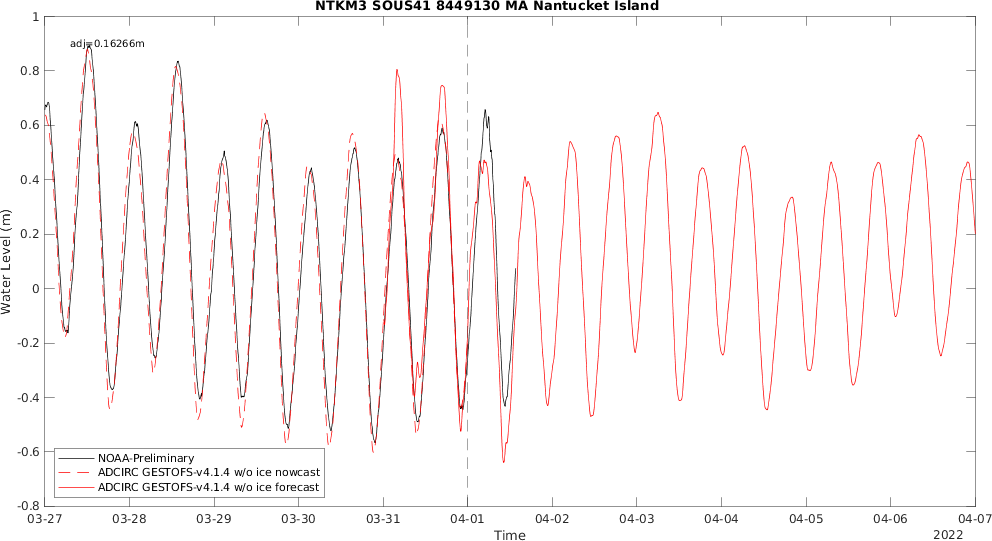 NTKM3 SOUS41 8449130 MA Nantucket Island
1
adj=0.16266m
0.8
0.6
0.4
0.2
0
-0.2
-0.4
-0.6
-0.8
Water Level (m)
NOAA-Preliminary
ADCIRC GESTOFS-v4.1.4 w/o ice nowcast
ADCIRC GESTOFS-v4.1.4 w/o ice forecast
03-27 03-28 03-29 03-30 03-31 04-01 04-02 04-03 04-04 04-05 04-06 04-07
Time
2022